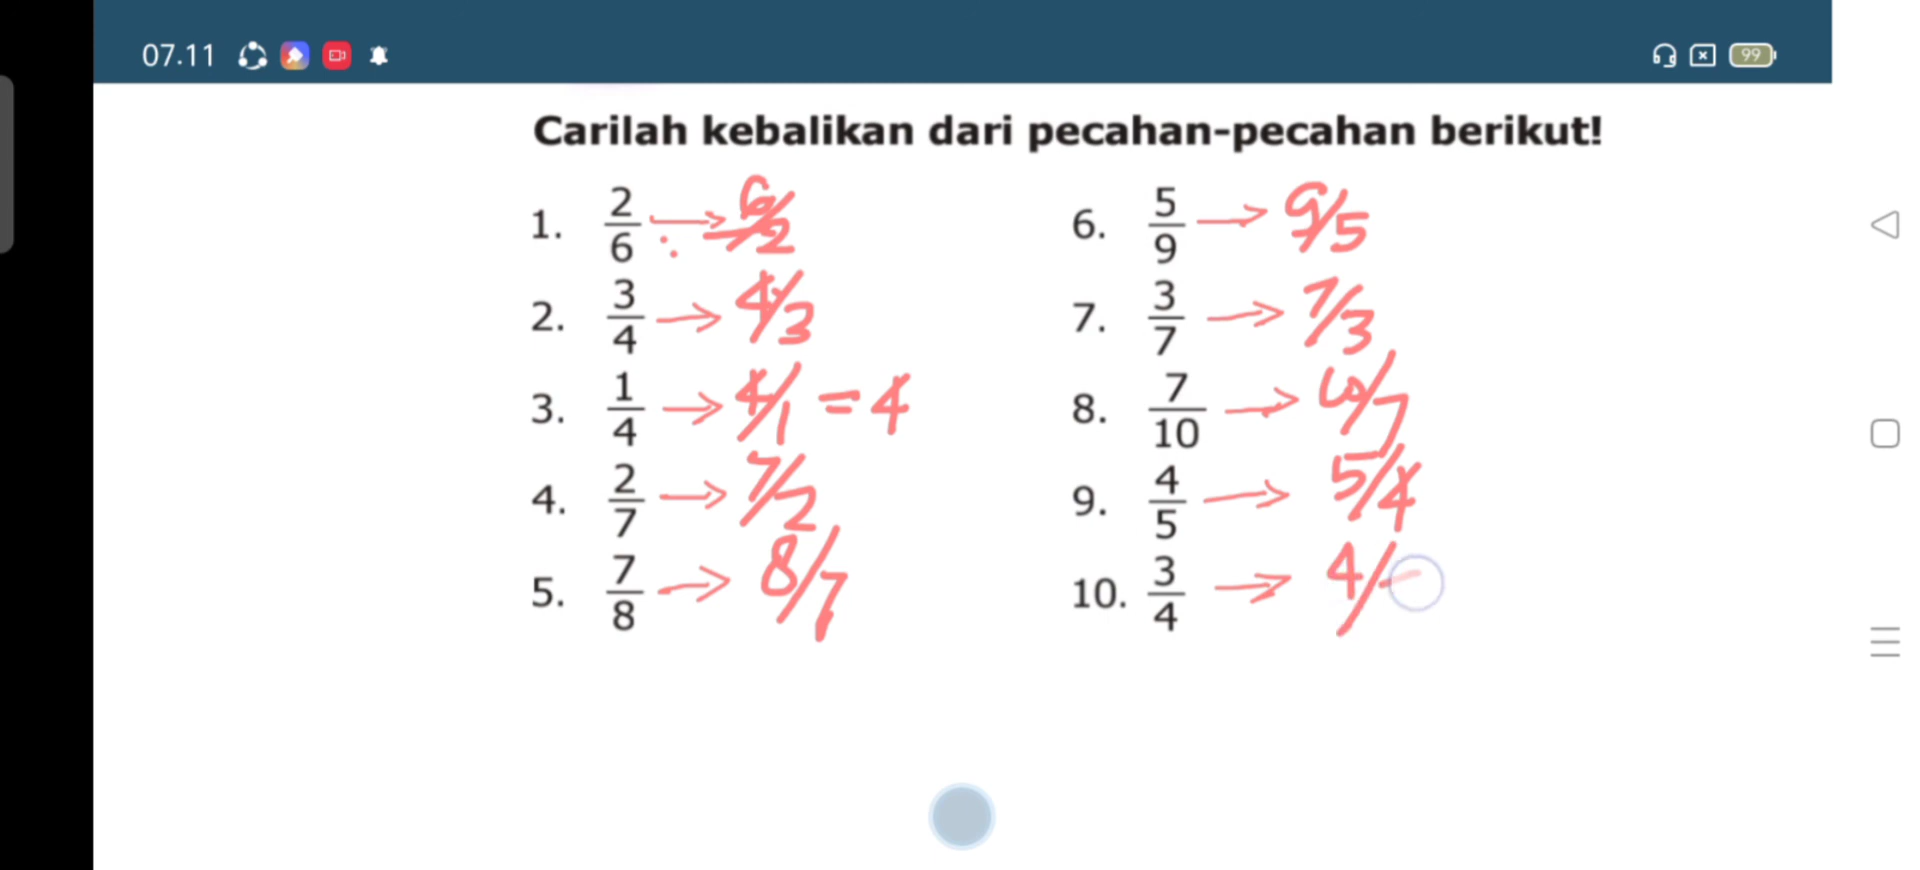 07.11
99
Carilah kebalikan dari pecahan-pecahan berikut!
1. 2/6 → 6/2
2. 3/4 → 4/3
3. 1/4 → 4/1 = 4
4. 2/7 → 7/2
5. 7/8 → 8/7
6. 5/9 → 9/5
7. 3/7 → 7/3
8. 7/10 → 10/7
9. 4/5 → 5/4
10. 3/4 → 4/